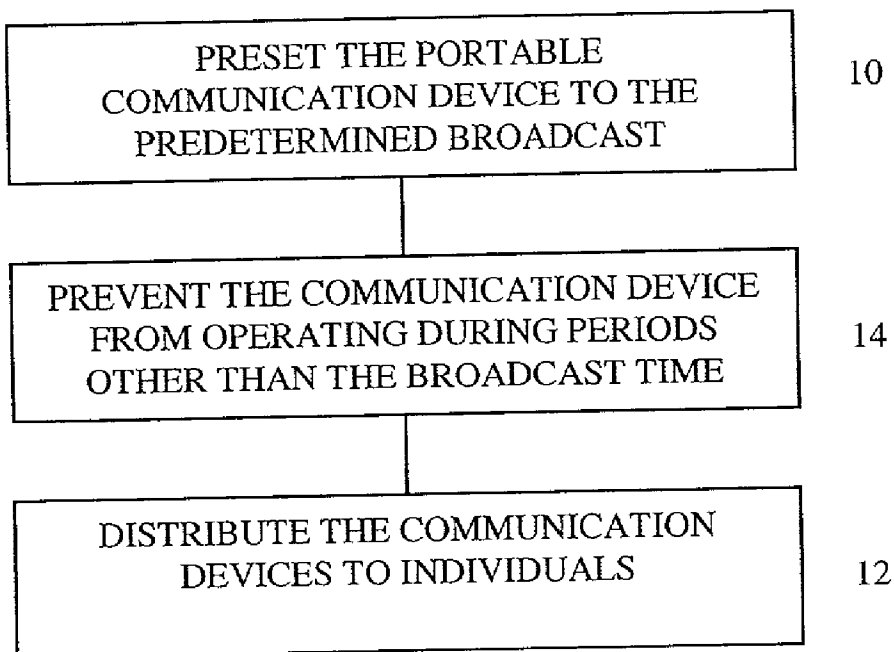 PRESET THE PORTABLE
COMMUNICATION DEVICE TO THE
PREDETERMINED BROADCAST
10
PREVENT THE COMMUNICATION DEVICE
FROM OPERATING DURING PERIODS
OTHER THAN THE BROADCAST TIME
14
DISTRIBUTE THE COMMUNICATION
DEVICES TO INDIVIDUALS
12